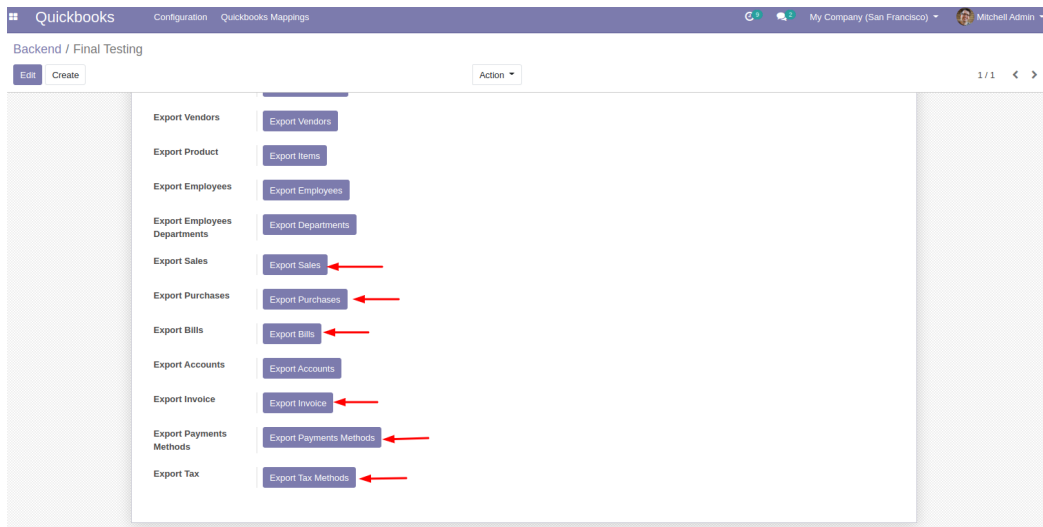 Quickbooks Configuration Quickbooks Mappings 9 2 My Company (San Francisco) Mitchell Admin
Backend / Final Testing
Edit Create Action 1 / 1
Export Vendors Export Vendors
Export Product Export Items
Export Employees Export Employees
Export Employees
Departments Export Departments
Export Sales Export Sales
Export Purchases Export Purchases
Export Bills Export Bills
Export Accounts Export Accounts
Export Invoice Export Invoice
Export Payments
Methods Export Payments Methods
Export Tax Export Tax Methods